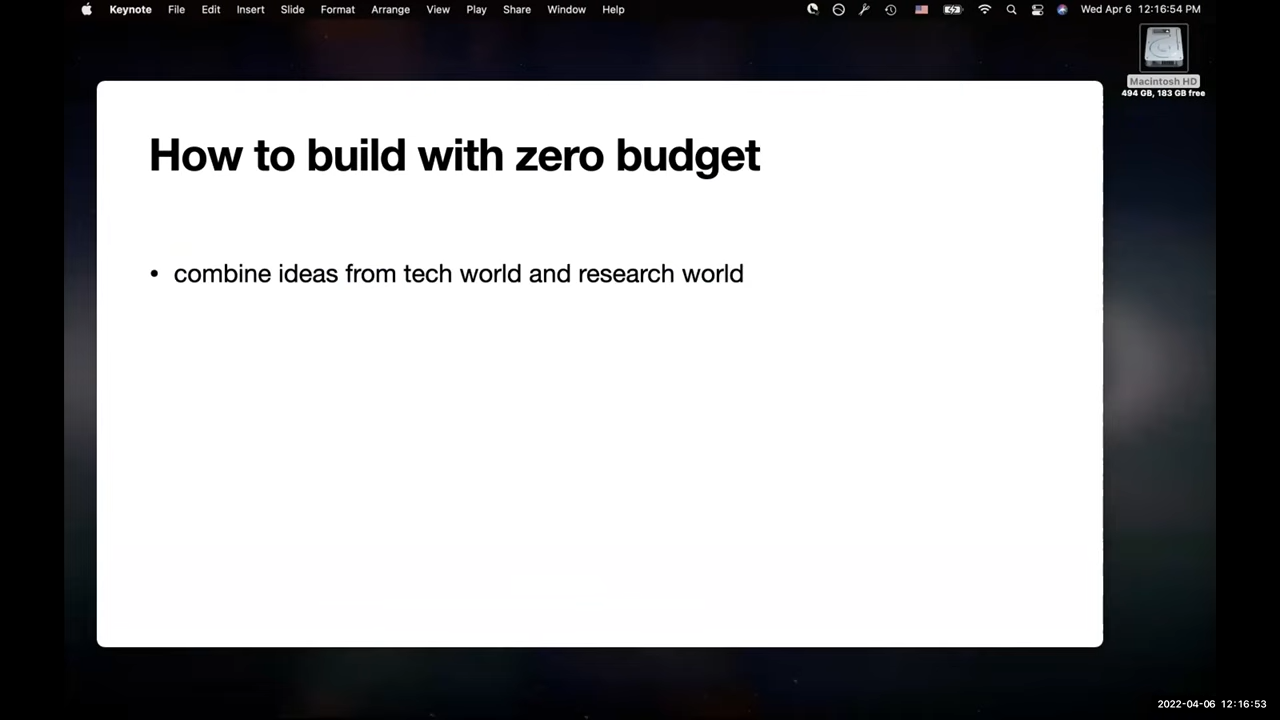 Keynote File Edit Insert Slide Format Arrange View Play Share Window Help Wed Apr 6 12:16:54 PM
Macintosh HD
494 GB, 183 GB free
How to build with zero budget
• combine ideas from tech world and research world
2022-04-06 12:16:53